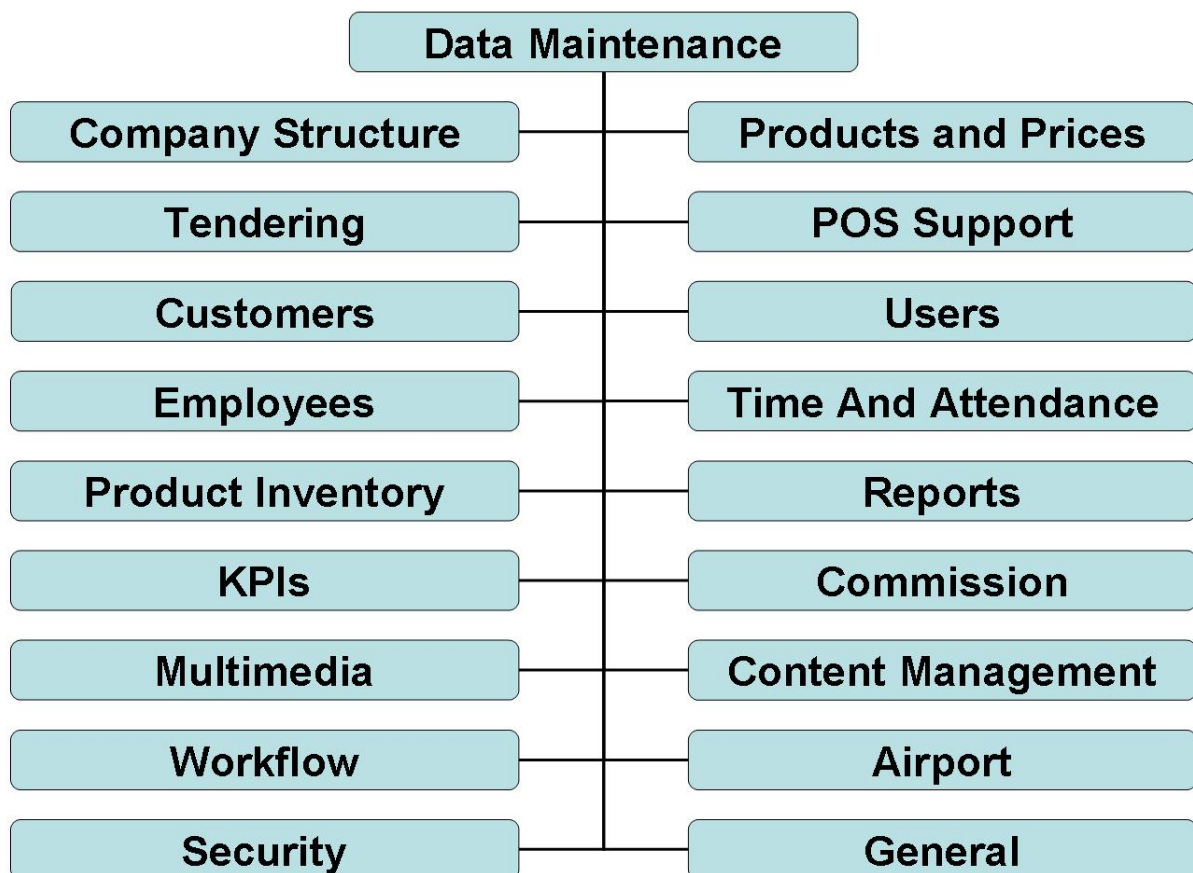 Data Maintenance
Company Structure
Products and Prices
Tendering
POS Support
Customers
Users
Employees
Time And Attendance
Product Inventory
Reports
KPIs
Commission
Multimedia
Content Management
Workflow
Airport
Security
General